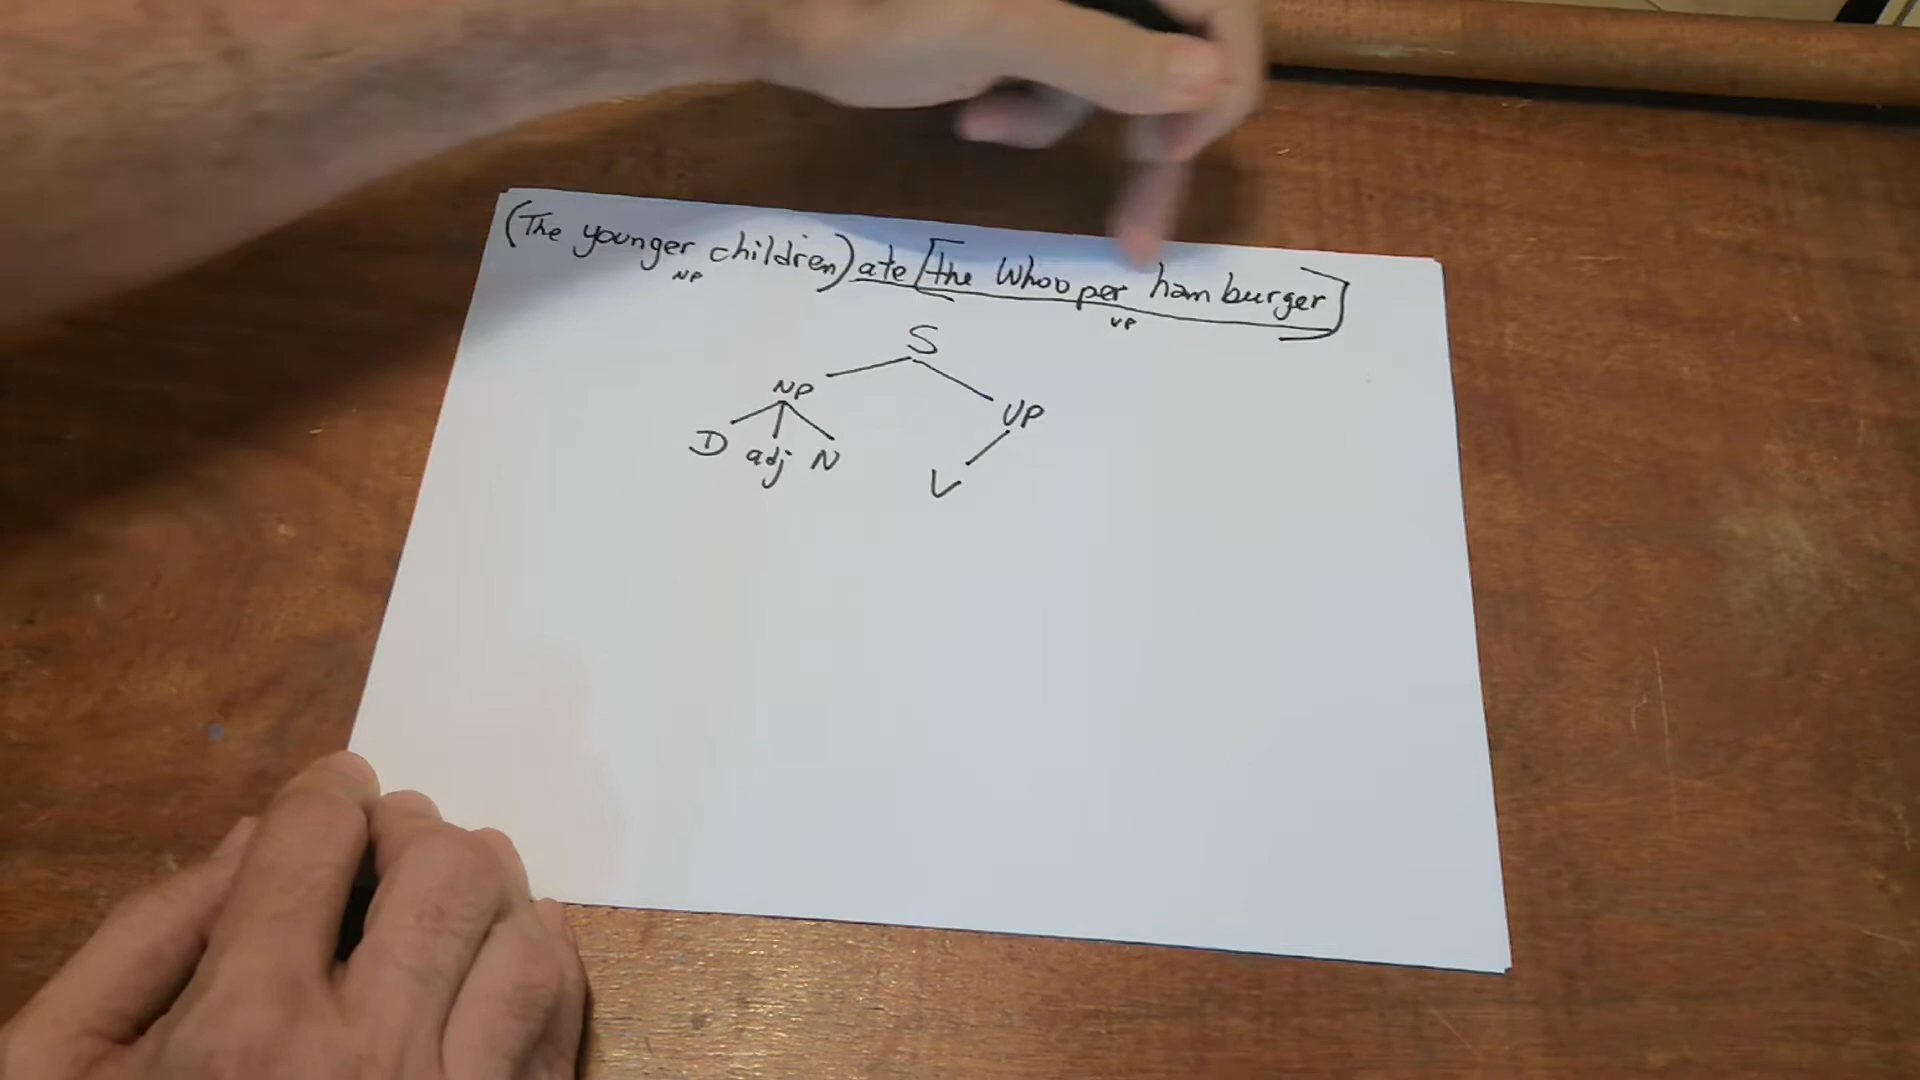 (The younger children) ate [the Whooper hamburger]
NP VP
S
NP VP
D adj N V